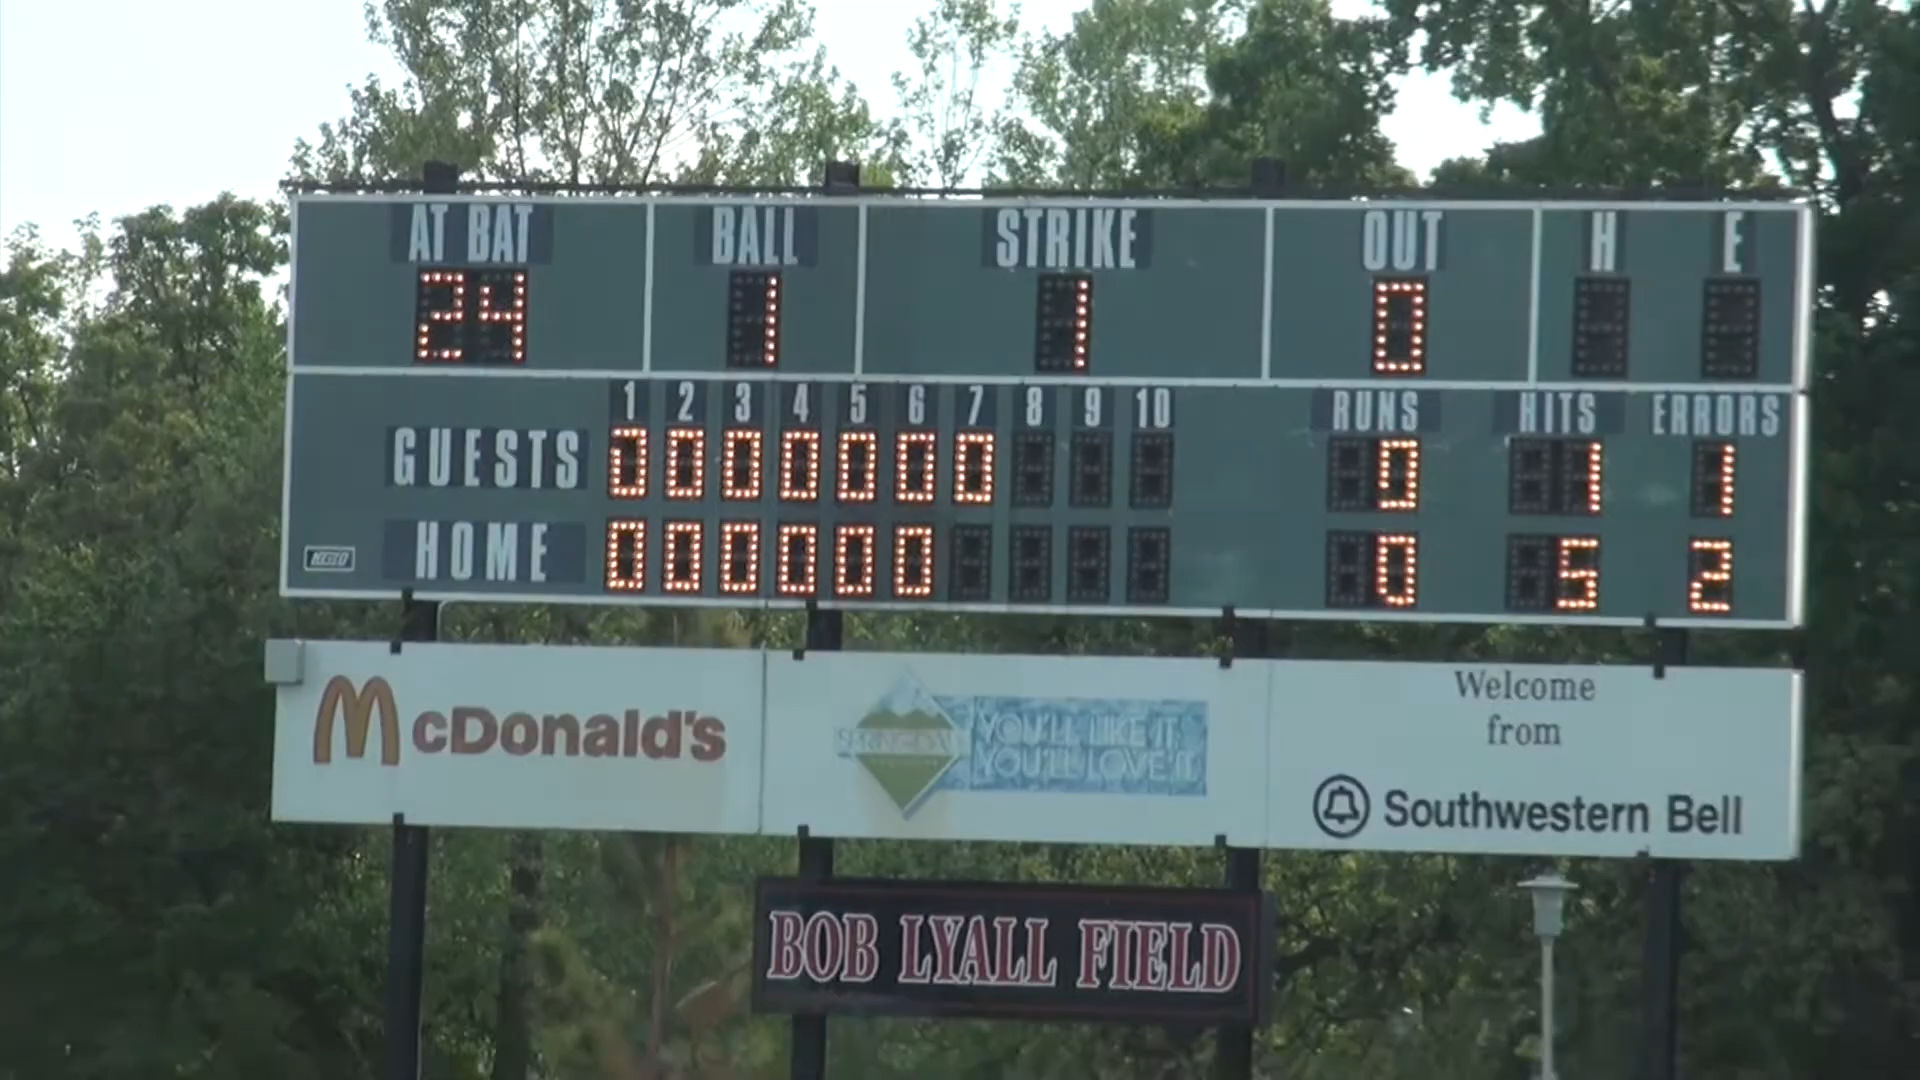 AT BAT BALL STRIKE OUT H E
24 1 1 0
1 2 3 4 5 6 7 8 9 10 RUNS HITS ERRORS
GUESTS 0 0 0 0 0 0 0 0 1 1
HOME 0 0 0 0 0 0 0 5 2
McDonald's
SPRINGDALE
YOU'LL LIKE IT,
YOU'LL LOVE IT.
Welcome
from
Southwestern Bell
BOB LYALL FIELD